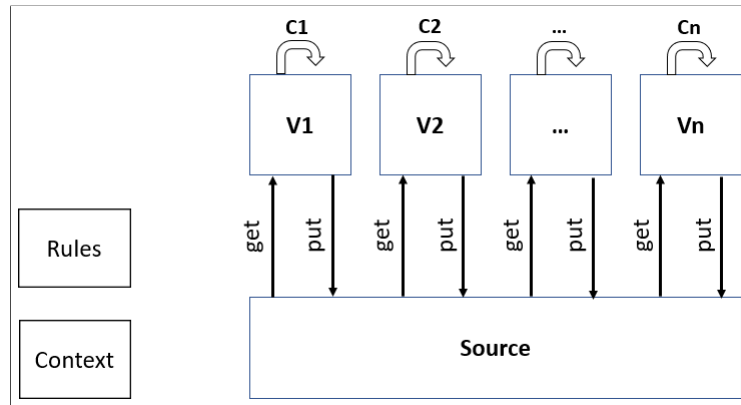 C1 C2 ... Cn
V1 V2 ... Vn
get put get put get put get put
Rules
Source
Context